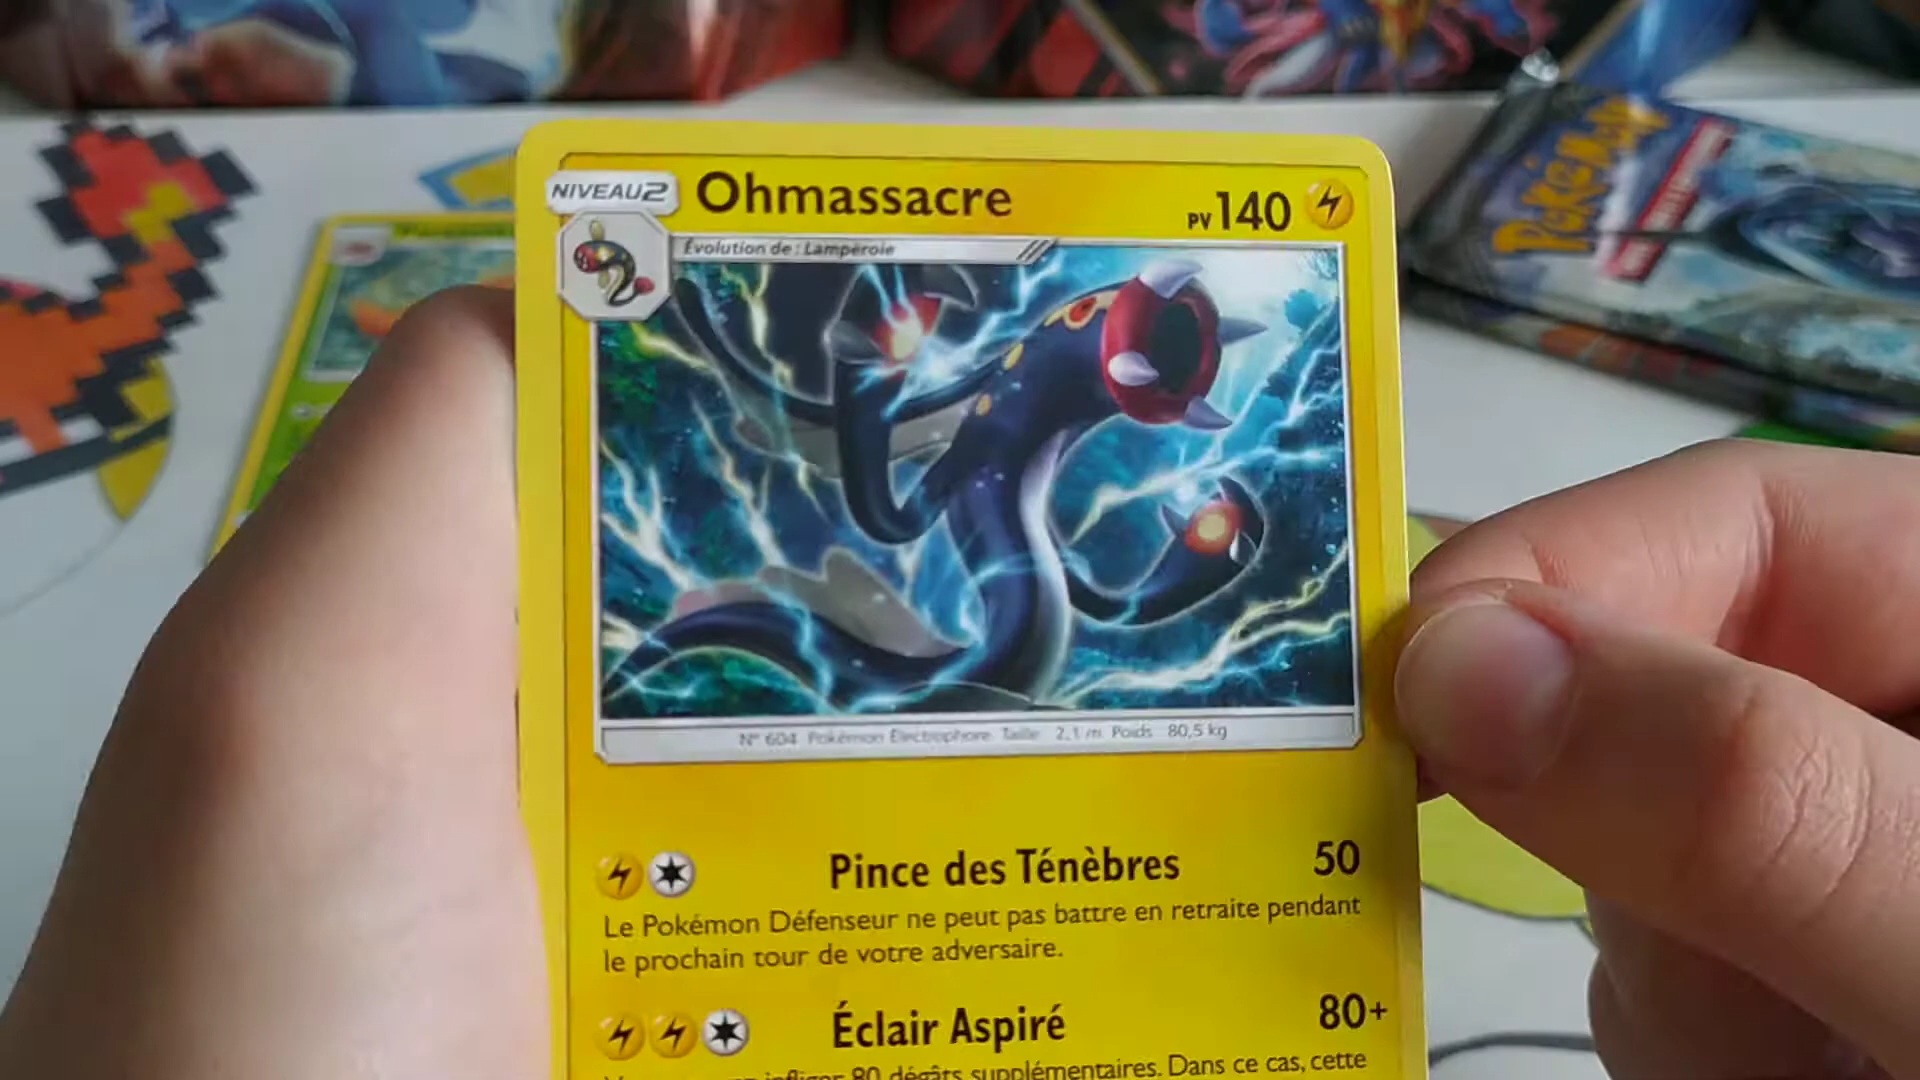 NIVEAU2 Ohmassacre PV140
Évolution de : Lampéroie
N° 604 Pokémon Électrophore Taille 2,1 m Poids 80,5 kg
Pince des Ténèbres 50
Le Pokémon Défenseur ne peut pas battre en retraite pendant
le prochain tour de votre adversaire.
Éclair Aspiré 80+
infliger 80 dégâts supplémentaires. Dans ce cas, cette
POKéMON